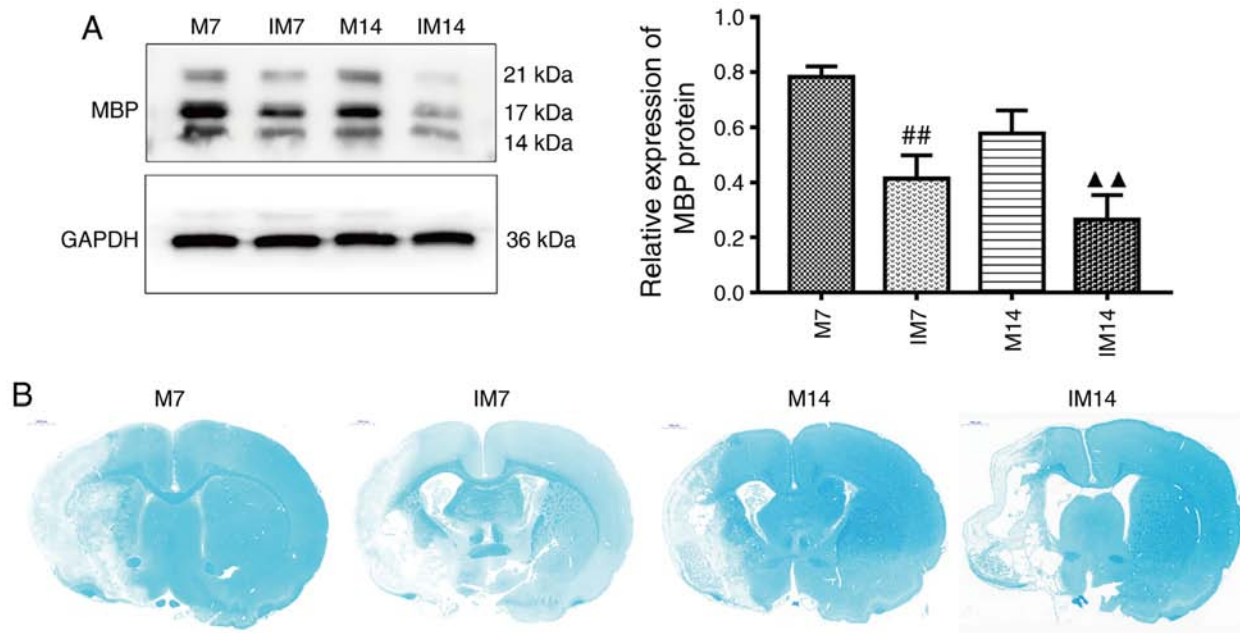 A
M7 IM7 M14 IM14
MBP
21 kDa
17 kDa
14 kDa
GAPDH
36 kDa
Relative expression of
MBP protein
0.8
0.8
0.6
0.4
0.2
0.0
##
▲▲
M7
IM7
M14
IM14
B
M7 IM7 M14 IM14